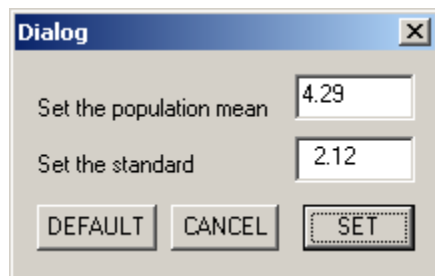 Dialog
Set the population mean 4.29
Set the standard 2.12
DEFAULT CANCEL SET